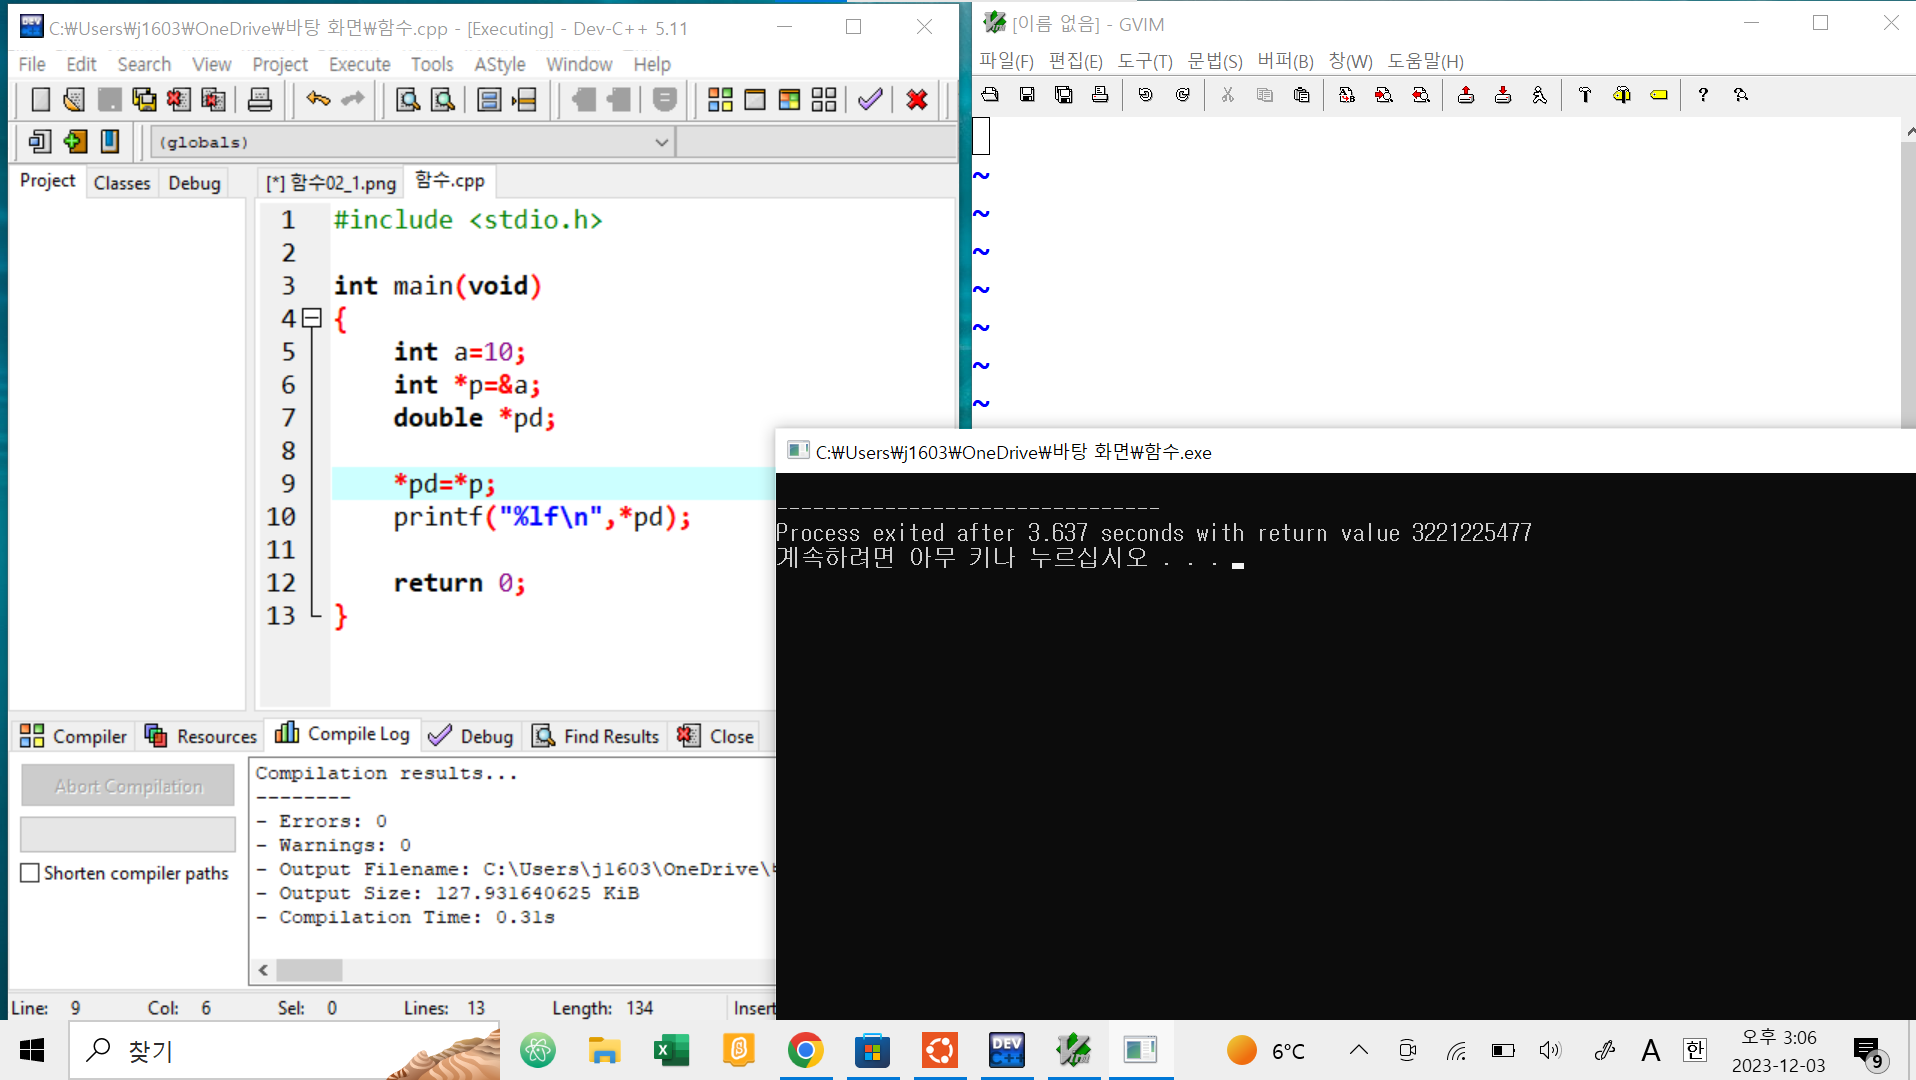 C:₩Users₩j1603₩OneDrive₩바탕 화면₩함수.cpp - [Executing] - Dev-C++ 5.11
File Edit Search View Project Execute Tools AStyle Window Help
(globals)
Project Classes Debug
[*] 함수02_1.png 함수.cpp
1 #include <stdio.h>
2
3 int main(void)
4 {
5 int a=10;
6 int *p=&a;
7 double *pd;
8
9 *pd=*p;
10 printf("%lf\n",*pd);
11
12 return 0;
13 }
Compiler Resources Compile Log Debug Find Results Close
Abort Compilation
Shorten compiler paths
Compilation results...
--------
- Errors: 0
- Warnings: 0
- Output Filename: C:\Users\j1603\OneDrive\
- Output Size: 127.931640625 KiB
- Compilation Time: 0.31s
Line: 9 Col: 6 Sel: 0 Lines: 13 Length: 134 Insert
[이름 없음] - GVIM
파일(F) 편집(E) 도구(T) 문법(S) 버퍼(B) 창(W) 도움말(H)
~
~
~
~
~
~
~
C:₩Users₩j1603₩OneDrive₩바탕 화면₩함수.exe
--------------------------------
Process exited after 3.637 seconds with return value 3221225477
계속하려면 아무 키나 누르십시오 . . .
찾기
DEV C++
Vim
6°C
A
한
오후 3:06
2023-12-03
9